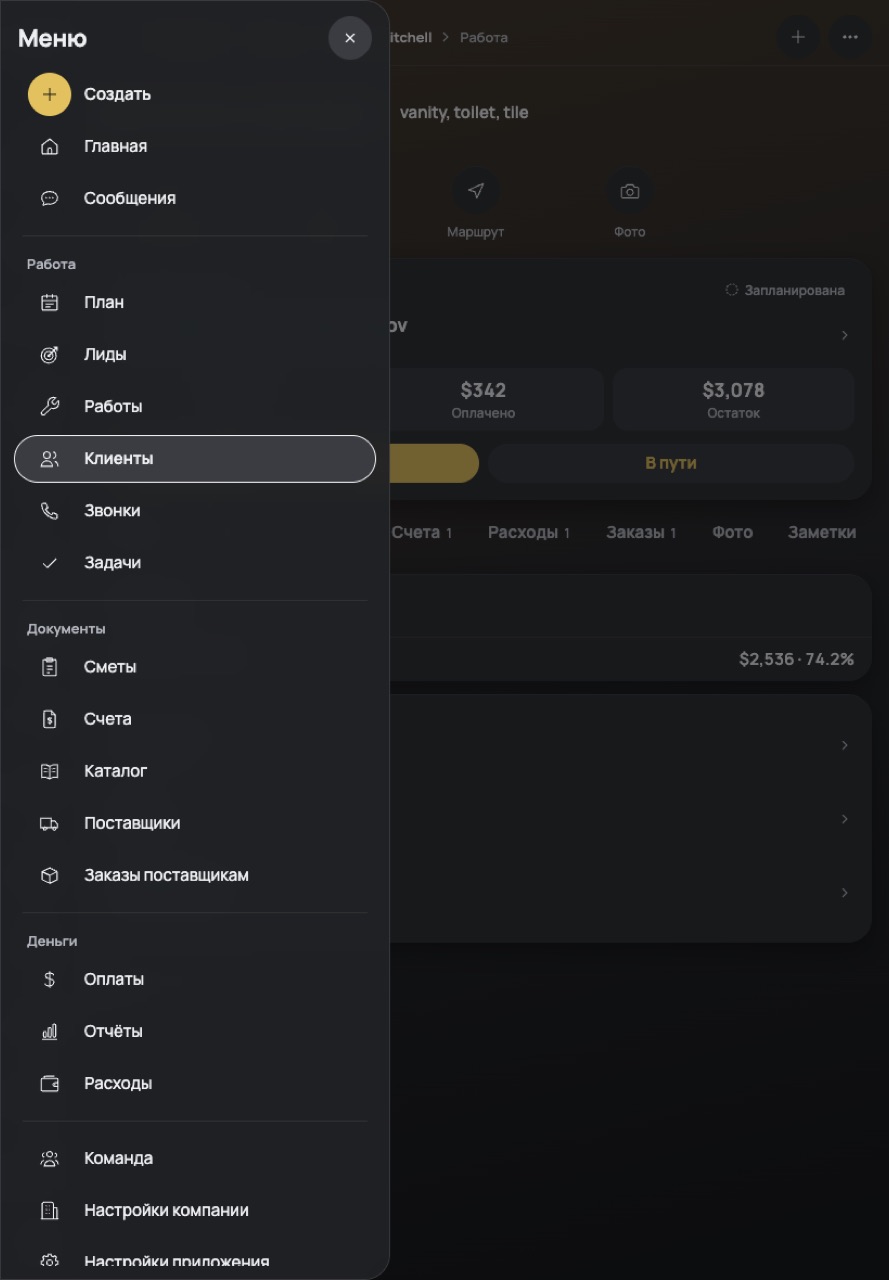 Меню
itchell
Работа
Создать
vanity, toilet, tile
Главная
Сообщения
Маршрут
Фото
Работа
Запланирована
План
ov
Лиды
$342
$3,078
Работы
Оплачено
Остаток
Клиенты
В пути
Звонки
Счета 1
Расходы 1
Заказы 1
Фото
Заметки
Задачи
Документы
Сметы
$2,536 · 74.2%
Счета
Каталог
Поставщики
Заказы поставщикам
Деньги
Оплаты
Отчёты
Расходы
Команда
Настройки компании
Настройки приложения